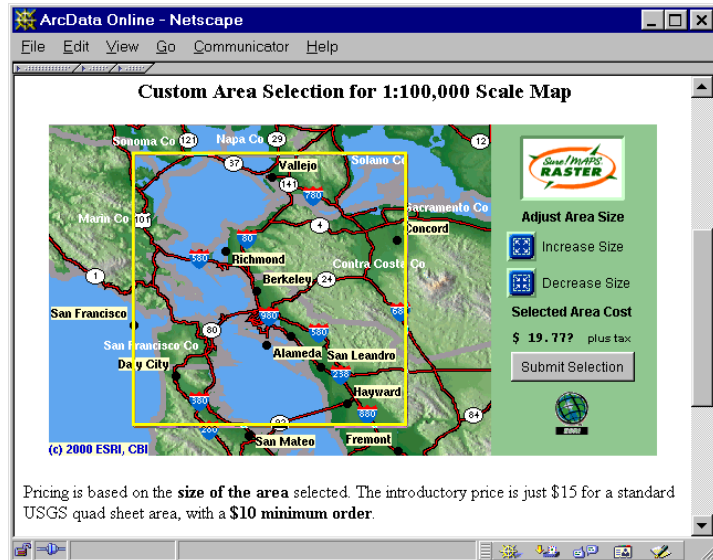 ArcData Online - Netscape
File Edit View Go Communicator Help
Custom Area Selection for 1:100,000 Scale Map
Sonoma Co 121 Napa Co 29 12
37 Vallejo Solano Co
141
780
Marin Co 101 Sacramento Co
4
80 Concord
580 Richmond Contra Costa Co
1 Berkeley 24
San Francisco 980 680
80 580
San Francisco Co Alameda San Leandro
Daly City 238
Hayward
380 880
92 84
280 San Mateo Fremont
(c) 2000 ESRI, CBI
Sure!MAPS
RASTER
Adjust Area Size
Increase Size
Decrease Size
Selected Area Cost
$ 19.77? plus tax
Submit Selection
ESRI
Pricing is based on the size of the area selected. The introductory price is just $15 for a standard
USGS quad sheet area, with a $10 minimum order.